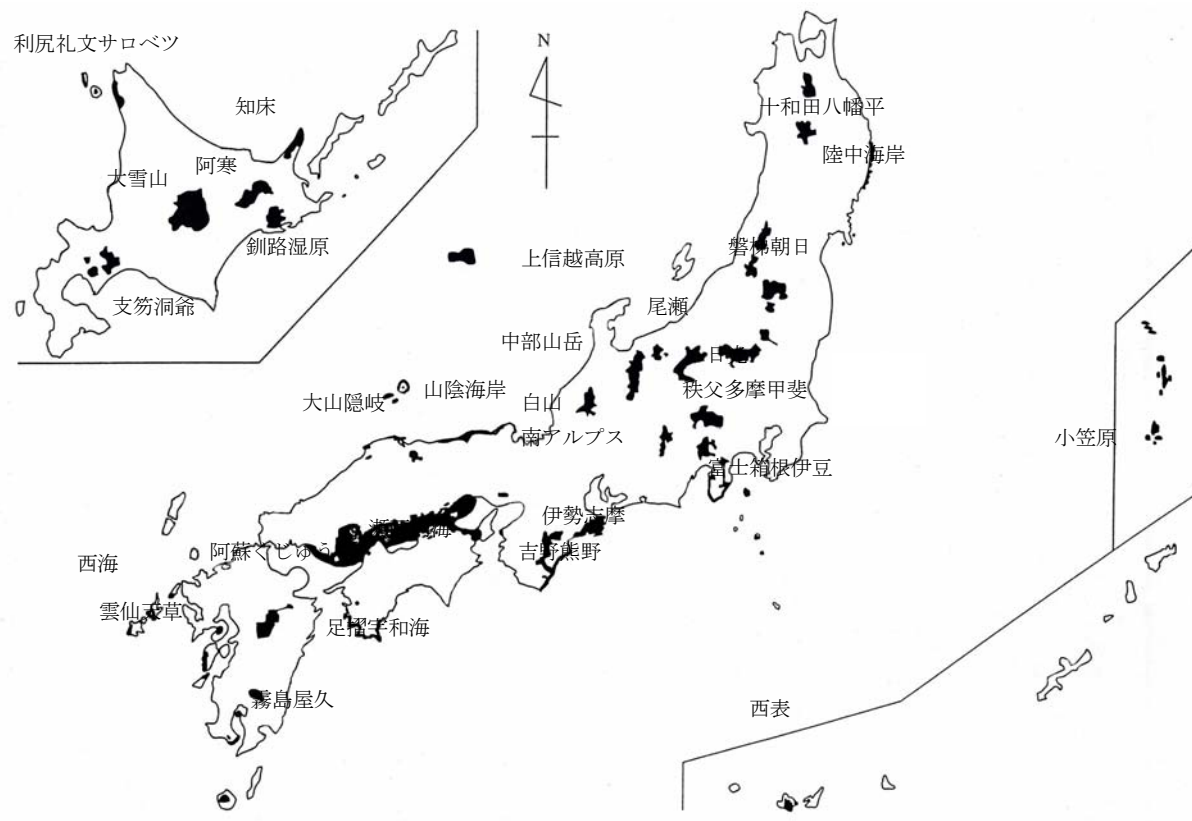 利尻礼文サロベツ
N
知床
十和田八幡平
陸中海岸
阿寒
大雪山
釧路湿原
磐梯朝日
上信越高原
支笏洞爺
尾瀬
中部山岳
日光
山陰海岸
秩父多摩甲斐
大山隠岐
白山
南アルプス
小笠原
富士箱根伊豆
伊勢志摩
瀬戸内海
阿蘇くじゅう
吉野熊野
西海
雲仙天草
足摺宇和海
霧島屋久
西表